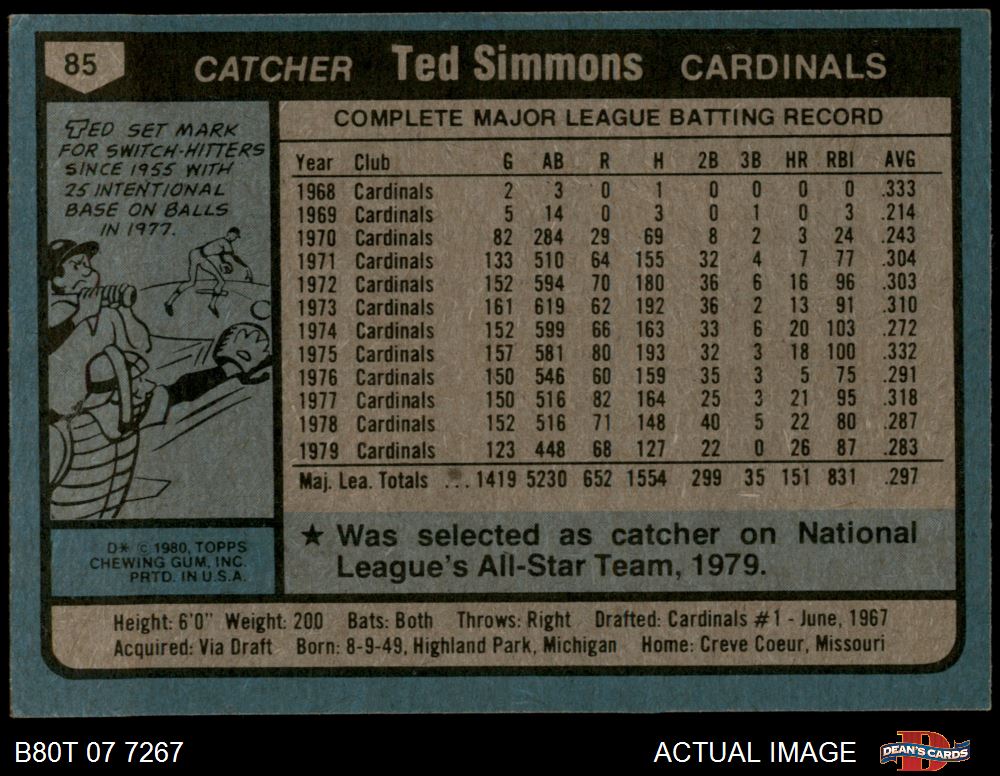 85 CATCHER Ted Simmons CARDINALS
TED SET MARK
FOR SWITCH-HITTERS
SINCE 1955 WITH
25 INTENTIONAL
BASE ON BALLS
IN 1977.
COMPLETE MAJOR LEAGUE BATTING RECORD
Year Club G AB R H 2B 3B HR RBI AVG
1968 Cardinals 2 3 0 1 0 0 0 0 .333
1969 Cardinals 5 14 0 3 0 1 0 3 .214
1970 Cardinals 82 284 29 69 8 2 3 24 .243
1971 Cardinals 133 510 64 155 32 4 7 77 .304
1972 Cardinals 152 594 70 180 36 6 16 96 .303
1973 Cardinals 161 619 62 192 36 2 13 91 .310
1974 Cardinals 152 599 66 163 33 6 20 103 .272
1975 Cardinals 157 581 80 193 32 3 18 100 .332
1976 Cardinals 150 546 60 159 35 3 5 75 .291
1977 Cardinals 150 516 82 164 25 3 21 95 .318
1978 Cardinals 152 516 71 148 40 5 22 80 .287
1979 Cardinals 123 448 68 127 22 0 26 87 .283
Maj. Lea. Totals ... 1419 5230 652 1554 299 35 151 831 .297
★ Was selected as catcher on National
League's All-Star Team, 1979.
D* © 1980, TOPPS
CHEWING GUM, INC.
PRTD. IN U.S.A.
Height: 6'0" Weight: 200 Bats: Both Throws: Right Drafted: Cardinals #1 - June, 1967
Acquired: Via Draft Born: 8-9-49, Highland Park, Michigan Home: Creve Coeur, Missouri
B80T 07 7267 ACTUAL IMAGE DEAN'S CARDS